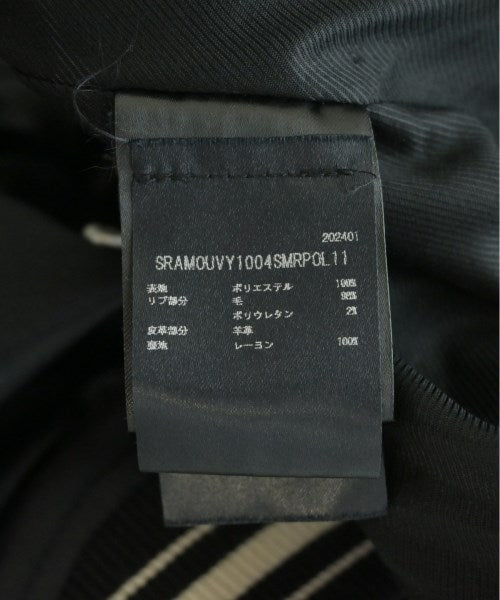 202401
SRAMOUVY1004SMRPOL11
表地 ポリエステル 100%
リブ部分 毛 98%
ポリウレタン 2%
皮革部分 羊革
裏地 レーヨン 100%